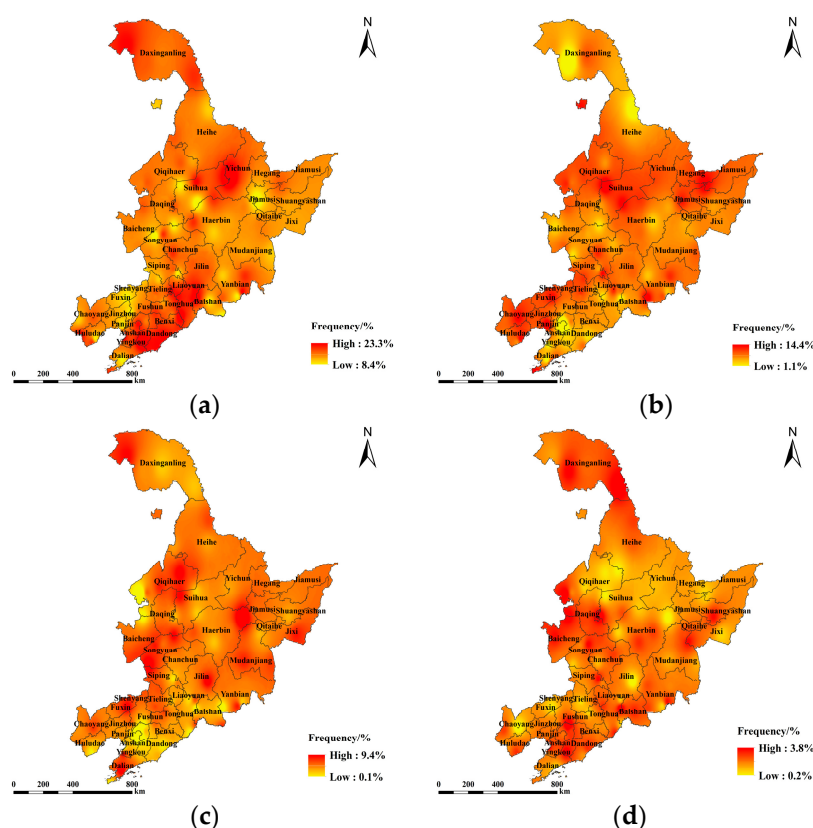 N
Daxinganling
Heihe
Qiqihaer
Yichun
Hegang
Jiamusi
Suihua
Daqing
Jiamusi
Shuangyashan
Baicheng
Haerbin
Qitaihe
Jixi
Songyuan
Chanchun
Mudanjiang
Siping
Jilin
Shenyang
Tieling
Liaoyuan
Yanbian
Fuxin
Tonghua
Baishan
Chaoyang
Jinzhou
Fushun
Panjin
Benxi
Huludao
Anshan
Dandong
Yingkou
Dalian
Frequency/%
High : 23.3%
Low : 8.4%
0 200 400 800
km
(a)
N
Daxinganling
Heihe
Qiqihaer
Yichun
Hegang
Jiamusi
Suihua
Daqing
Jiamusi
Shuangyashan
Baicheng
Haerbin
Qitaihe
Jixi
Songyuan
Chanchun
Mudanjiang
Siping
Jilin
Shenyang
Tieling
Liaoyuan
Yanbian
Fuxin
Tonghua
Baishan
Chaoyang
Jinzhou
Fushun
Panjin
Benxi
Huludao
Anshan
Dandong
Yingkou
Dalian
Frequency/%
High : 14.4%
Low : 1.1%
0 200 400 800
km
(b)
N
Daxinganling
Heihe
Qiqihaer
Yichun
Hegang
Jiamusi
Suihua
Daqing
Jiamusi
Shuangyashan
Baicheng
Haerbin
Qitaihe
Jixi
Songyuan
Chanchun
Mudanjiang
Siping
Jilin
Shenyang
Tieling
Liaoyuan
Yanbian
Fuxin
Tonghua
Baishan
Chaoyang
Jinzhou
Fushun
Panjin
Benxi
Huludao
Anshan
Dandong
Yingkou
Dalian
Frequency/%
High : 9.4%
Low : 0.1%
0 200 400 800
km
(c)
N
Daxinganling
Heihe
Qiqihaer
Yichun
Hegang
Jiamusi
Suihua
Daqing
Jiamusi
Shuangyashan
Baicheng
Haerbin
Qitaihe
Jixi
Songyuan
Chanchun
Mudanjiang
Siping
Jilin
Shenyang
Tieling
Liaoyuan
Yanbian
Fuxin
Tonghua
Baishan
Chaoyang
Jinzhou
Fushun
Panjin
Benxi
Huludao
Anshan
Dandong
Yingkou
Dalian
Frequency/%
High : 3.8%
Low : 0.2%
0 200 400 800
km
(d)